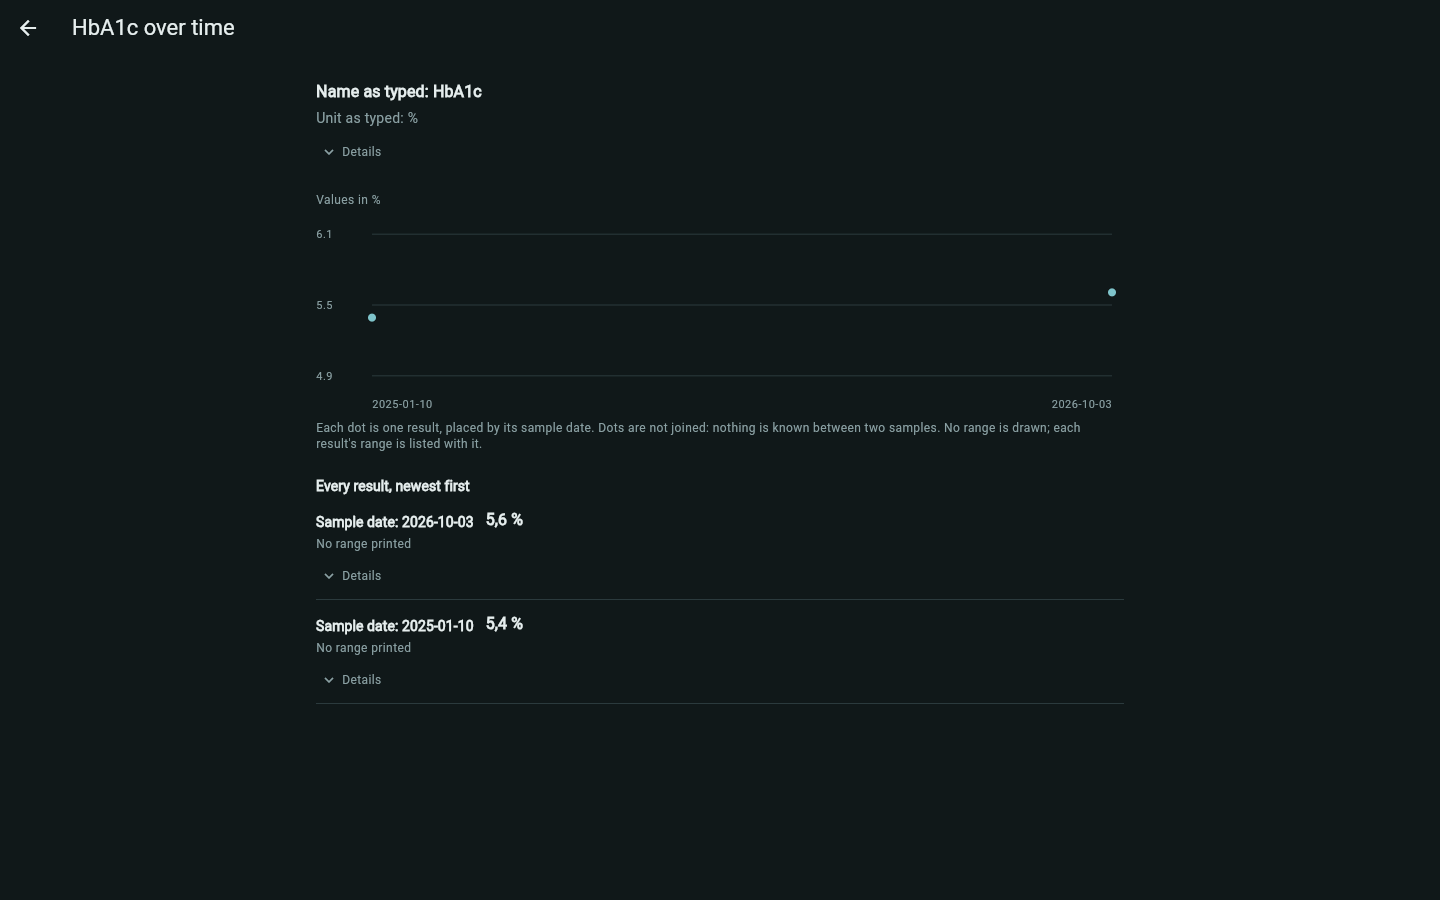 HbA1c over time
Name as typed: HbA1c
Unit as typed: %
Details
Values in %
6.1
5.5
4.9
2025-01-10 2026-10-03
Each dot is one result, placed by its sample date. Dots are not joined: nothing is known between two samples. No range is drawn; each
result's range is listed with it.
Every result, newest first
Sample date: 2026-10-03 5,6 %
No range printed
Details
Sample date: 2025-01-10 5,4 %
No range printed
Details